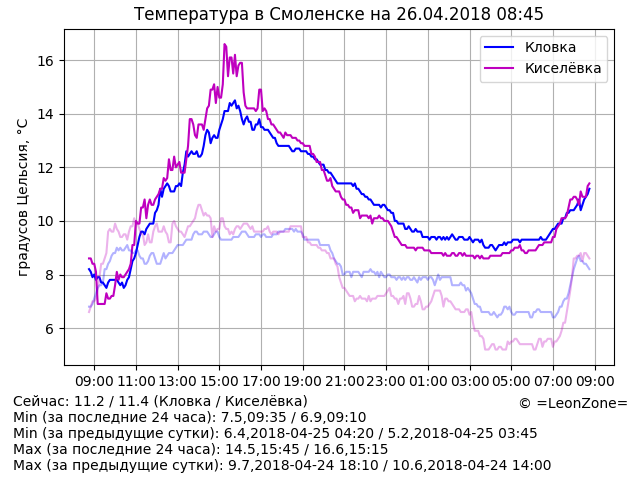 Температура в Смоленске на 26.04.2018 08:45
градусов Цельсия, °C
16
14
12
10
8
6
Кловка
Киселёвка
09:00 11:00 13:00 15:00 17:00 19:00 21:00 23:00 01:00 03:00 05:00 07:00 09:00
Сейчас: 11.2 / 11.4 (Кловка / Киселёвка)
© =LeonZone=
Min (за последние 24 часа): 7.5,09:35 / 6.9,09:10
Min (за предыдущие сутки): 6.4,2018-04-25 04:20 / 5.2,2018-04-25 03:45
Max (за последние 24 часа): 14.5,15:45 / 16.6,15:15
Max (за предыдущие сутки): 9.7,2018-04-24 18:10 / 10.6,2018-04-24 14:00